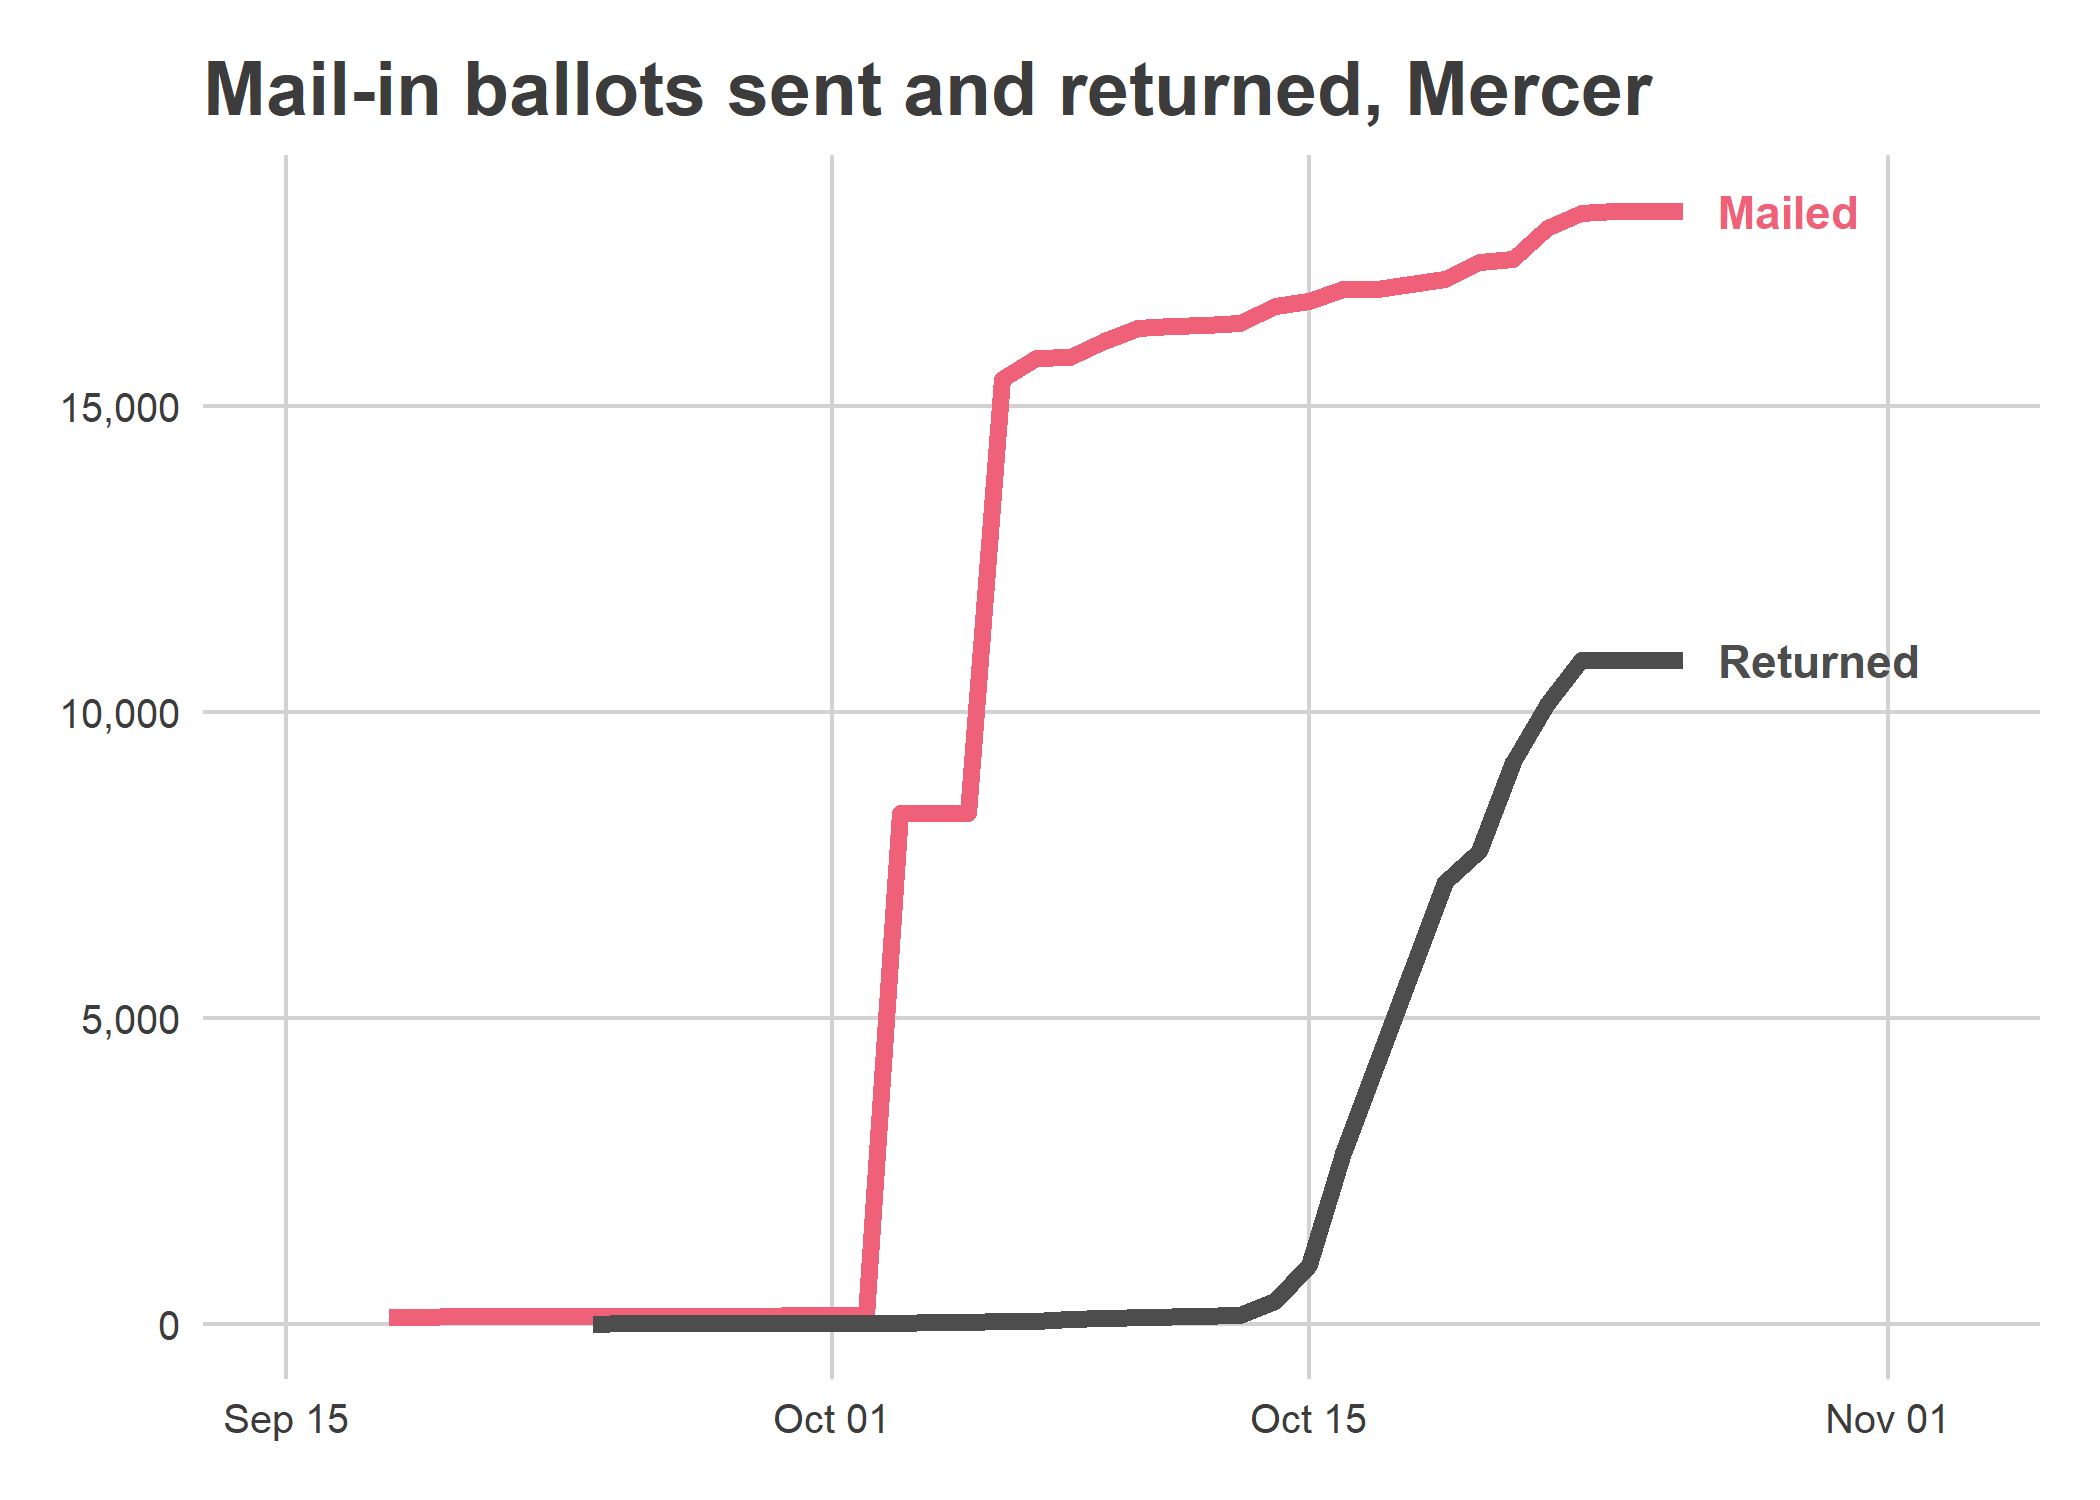 Mail-in ballots sent and returned, Mercer
Mailed
15,000
Returned
10,000
5,000
0
Sep 15
Oct 01
Oct 15
Nov 01